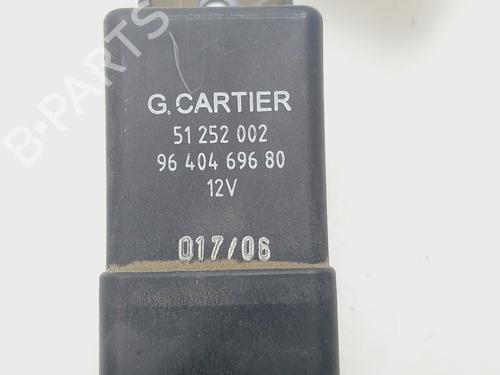 B-PARTS
G.CARTIER
51 252 002
96 404 696 80
12V
017/06